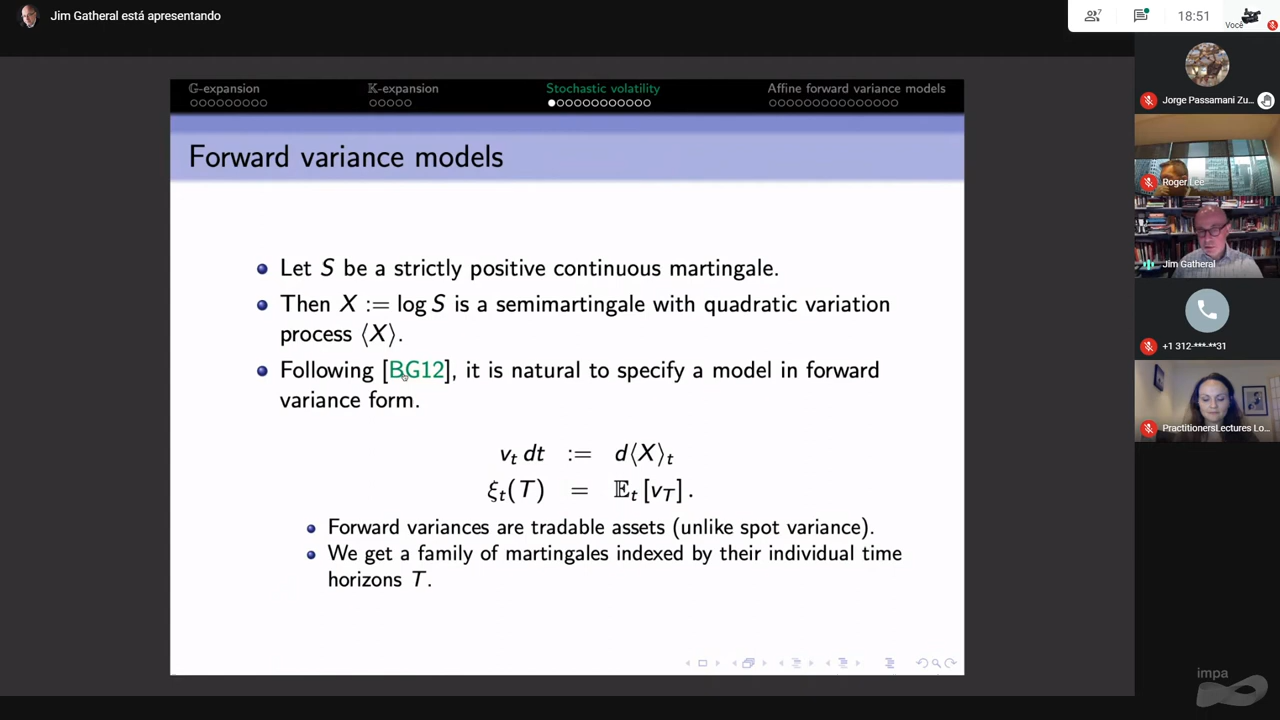 Jim Gatheral está apresentando
7
18:51
Você
G-expansion
K-expansion
Stochastic volatility
Affine forward variance models
Forward variance models
Let S be a strictly positive continuous martingale.
Then X := log S is a semimartingale with quadratic variation
process ⟨X⟩.
Following [BG12], it is natural to specify a model in forward
variance form.
v_t dt := d⟨X⟩_t
ξ_t(T) = 𝔼_t [v_T] .
Forward variances are tradable assets (unlike spot variance).
We get a family of martingales indexed by their individual time
horizons T.
Jorge Passamani Zu...
Roger Lee
Jim Gatheral
+1 312-***-**31
PractitionersLectures Lo...
impa